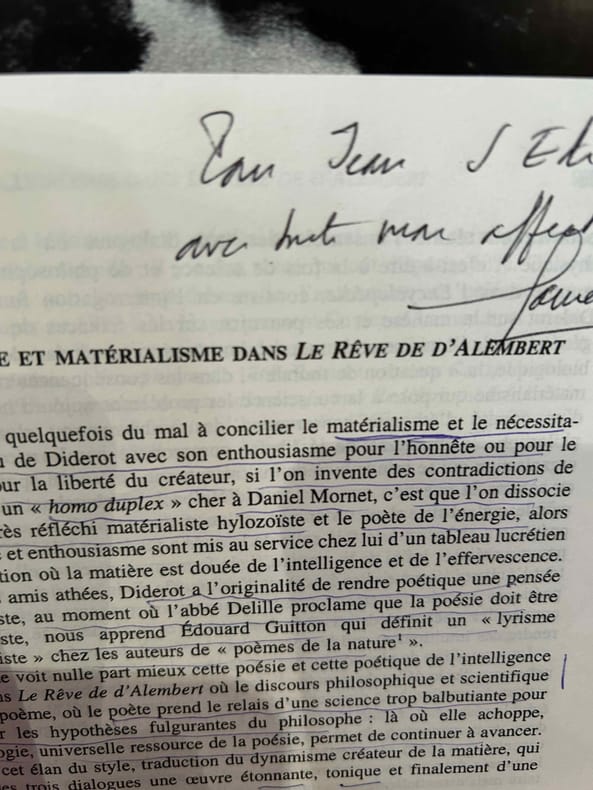 Pour Jean
avec toute mon
E ET MATÉRIALISME DANS LE RÊVE DE D'ALEMBERT
quelquefois du mal à concilier le matérialisme et le nécessita-
de Diderot avec son enthousiasme pour l'honnête ou pour le
ur la liberté du créateur, si l'on invente des contradictions de
un « homo duplex » cher à Daniel Mornet, c'est que l'on dissocie
rès réfléchi matérialiste hylozoïste et le poète de l'énergie, alors
et enthousiasme sont mis au service chez lui d'un tableau lucrétien
tion où la matière est douée de l'intelligence et de l'effervescence.
amis athées, Diderot a l'originalité de rendre poétique une pensée
ste, au moment où l'abbé Delille proclame que la poésie doit être
ste, nous apprend Édouard Guitton qui définit un « lyrisme
iste » chez les auteurs de « poèmes de la nature¹ ».
e voit nulle part mieux cette poésie et cette poétique de l'intelligence
ns Le Rêve de d'Alembert où le discours philosophique et scientifique
poème, où le poète prend le relais d'une science trop balbutiante pour
r les hypothèses fulgurantes du philosophe : là où elle achoppe,
ogie, universelle ressource de la poésie, permet de continuer à avancer.
cet élan du style, traduction du dynamisme créateur de la matière, qui
es trois dialogues une œuvre étonnante, tonique et finalement d'une